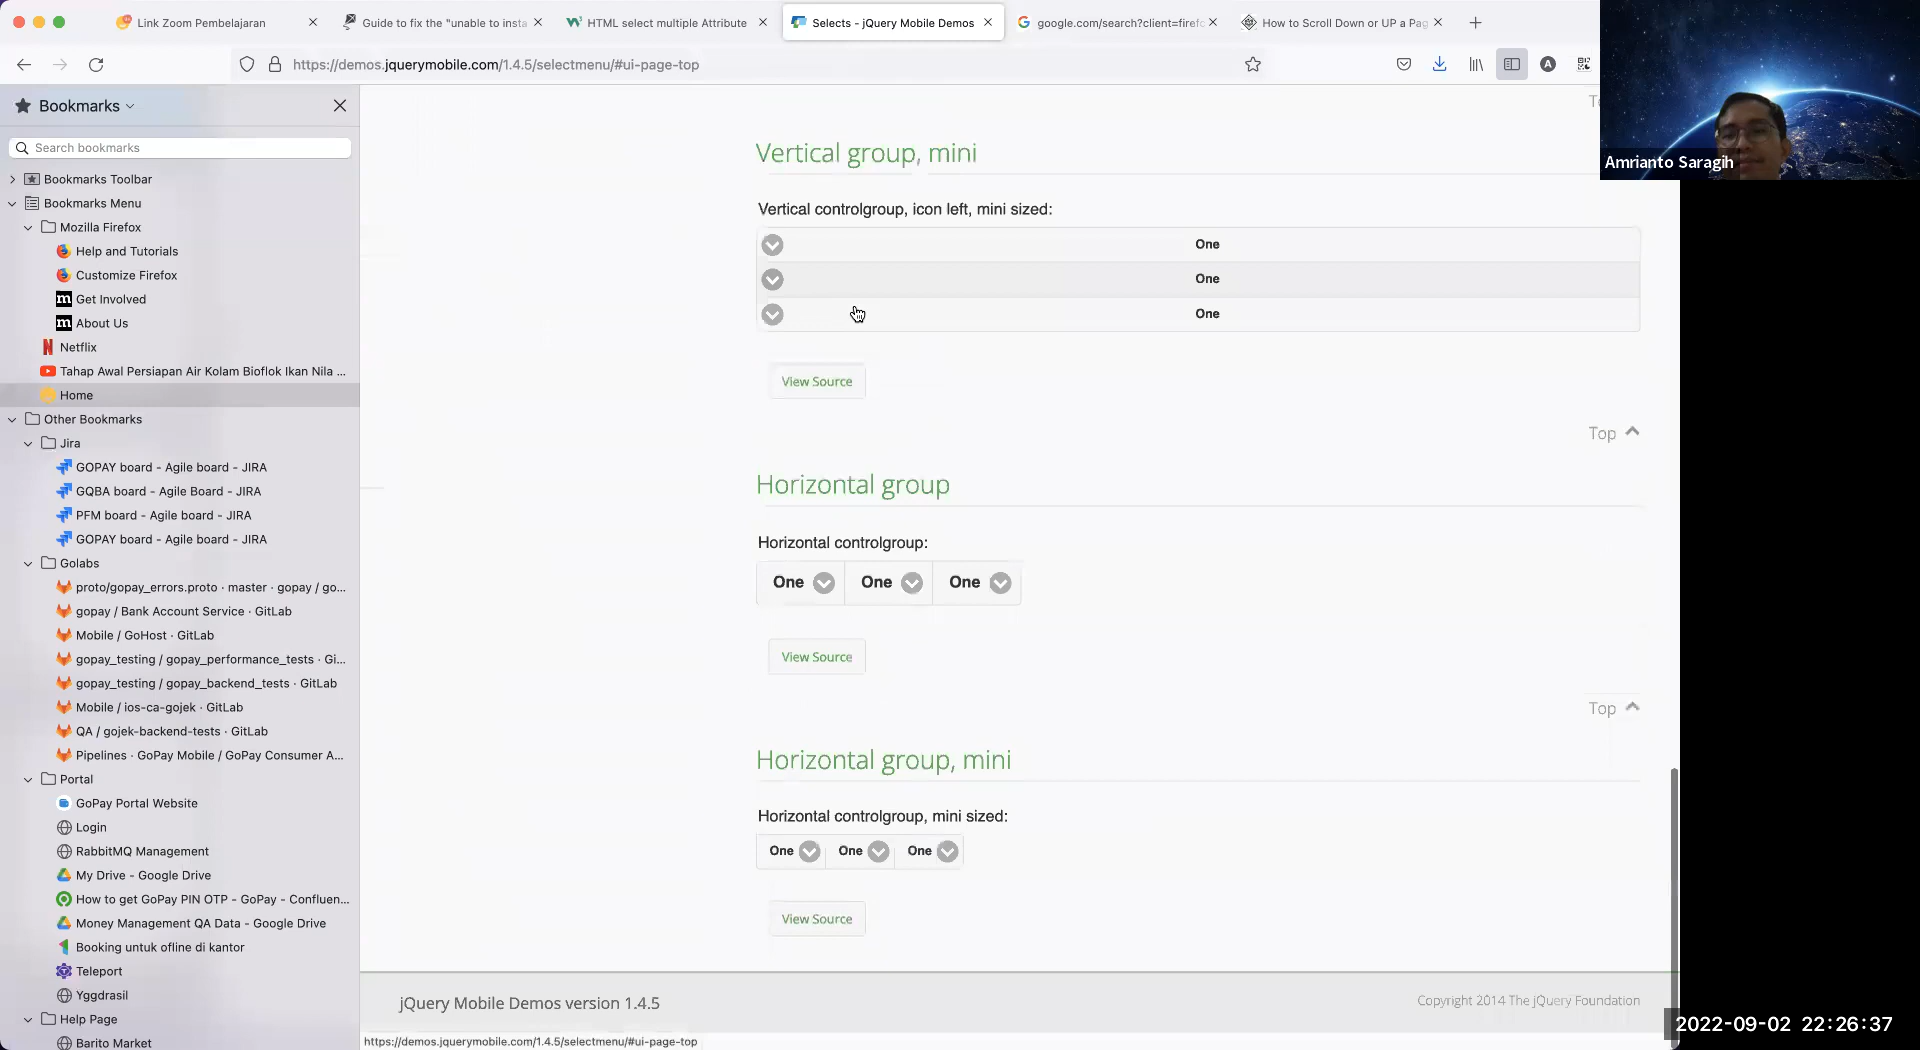 Link Zoom Pembelajaran
Guide to fix the "unable to insta
HTML select multiple Attribute
Selects - jQuery Mobile Demos
google.com/search?client=firefo
How to Scroll Down or UP a Pag
https://demos.jquerymobile.com/1.4.5/selectmenu/#ui-page-top
Amrianto Saragih
Bookmarks
Search bookmarks
Bookmarks Toolbar
Bookmarks Menu
Mozilla Firefox
Help and Tutorials
Customize Firefox
Get Involved
About Us
Netflix
Tahap Awal Persiapan Air Kolam Bioflok Ikan Nila ...
Home
Other Bookmarks
Jira
GOPAY board - Agile board - JIRA
GQBA board - Agile Board - JIRA
PFM board - Agile board - JIRA
GOPAY board - Agile board - JIRA
Golabs
proto/gopay_errors.proto · master · gopay / go...
gopay / Bank Account Service · GitLab
Mobile / GoHost · GitLab
gopay_testing / gopay_performance_tests · Gi...
gopay_testing / gopay_backend_tests · GitLab
Mobile / ios-ca-gojek · GitLab
QA / gojek-backend-tests · GitLab
Pipelines · GoPay Mobile / GoPay Consumer A...
Portal
GoPay Portal Website
Login
RabbitMQ Management
My Drive - Google Drive
How to get GoPay PIN OTP - GoPay - Confluen...
Money Management QA Data - Google Drive
Booking untuk ofline di kantor
Teleport
Yggdrasil
Help Page
Barito Market
Vertical group, mini
Vertical controlgroup, icon left, mini sized:
One
One
One
View Source
Top
Horizontal group
Horizontal controlgroup:
One One One
View Source
Top
Horizontal group, mini
Horizontal controlgroup, mini sized:
One One One
View Source
jQuery Mobile Demos version 1.4.5
Copyright 2014 The jQuery Foundation
https://demos.jquerymobile.com/1.4.5/selectmenu/#ui-page-top
2022-09-02 22:26:37